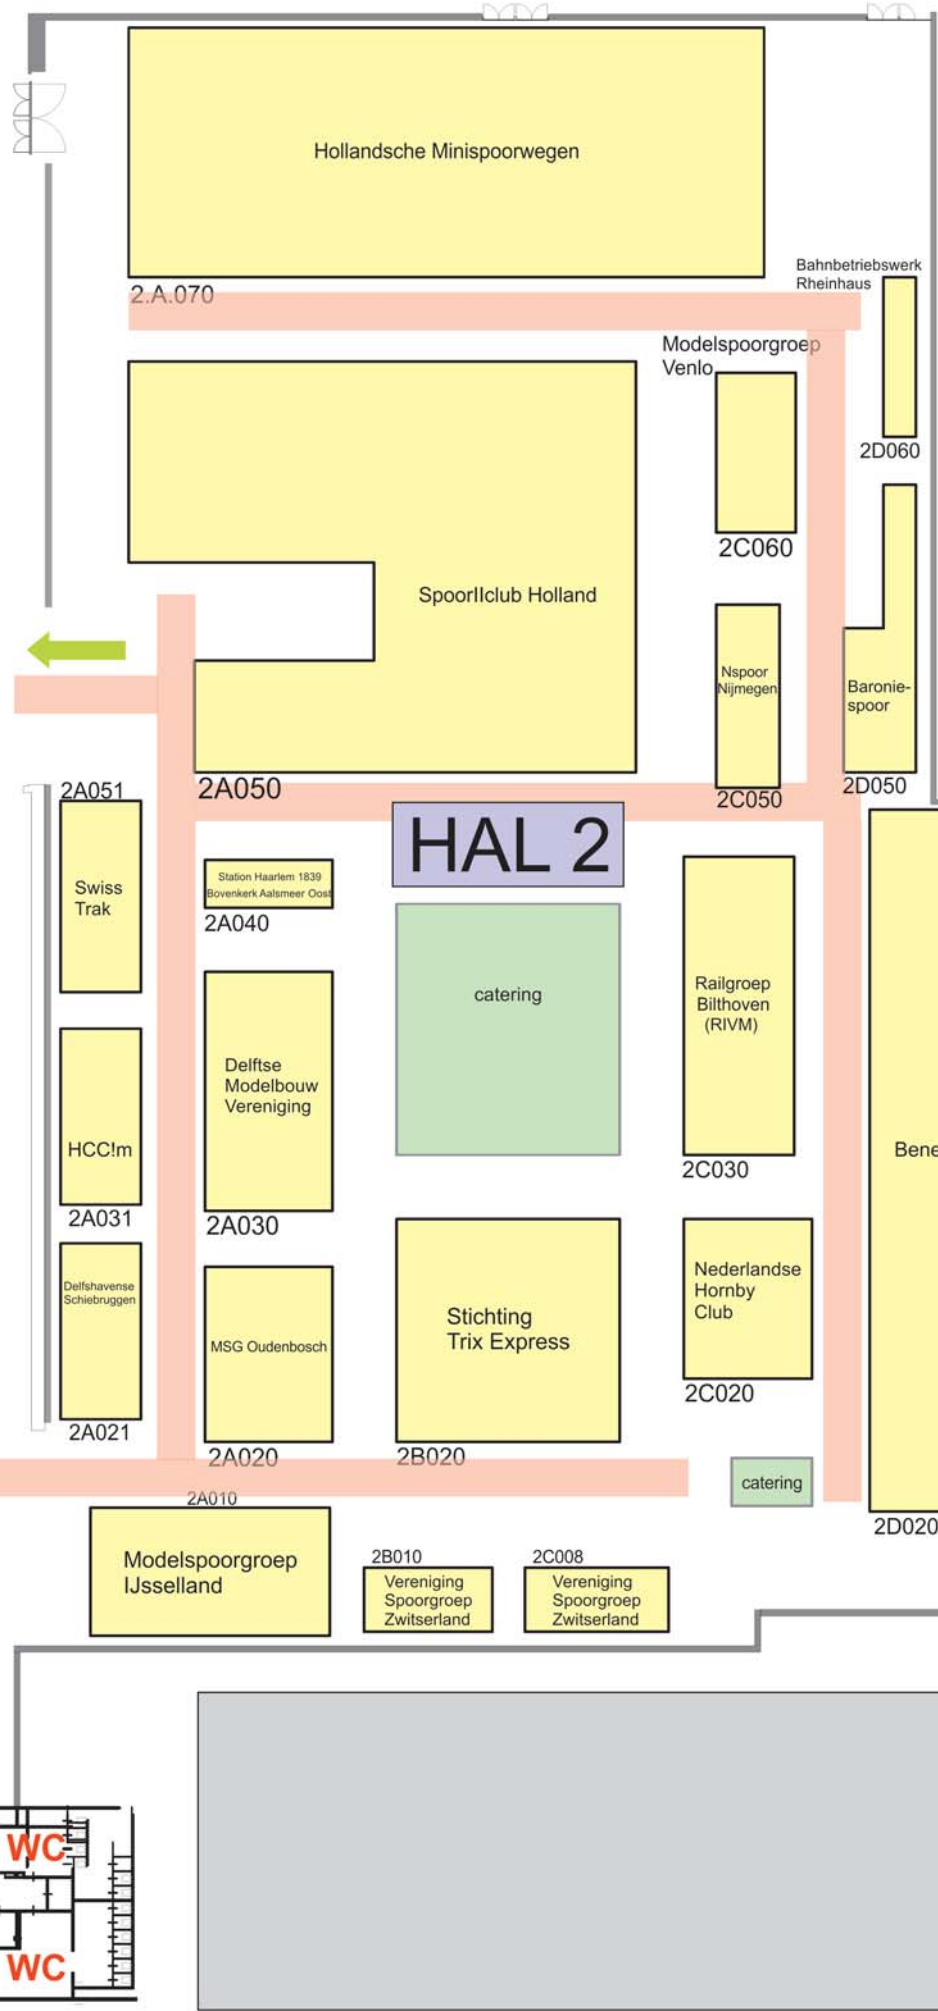 Hollandsche Minispoorwegen
2.A.070
Bahnbetriebswerk
Rheinhaus
2D060
Modelspoorgroep
Venlo
2C060
SpoorIIclub Holland
2A050
Nspoor
Nijmegen
2C050
Baronie-
spoor
2D050
HAL 2
2A051
Swiss
Trak
Station Haarlem 1839
Bovenkerk Aalsmeer Oost
2A040
catering
Railgroep
Bilthoven
(RIVM)
2C030
Delftse
Modelbouw
Vereniging
2A030
HCC!m
2A031
Bene
2D020
Delfshavense
Schiebruggen
2A021
MSG Oudenbosch
2A020
Stichting
Trix Express
2B020
Nederlandse
Hornby
Club
2C020
catering
2A010
Modelspoorgroep
IJsselland
2B010
Vereniging
Spoorgroep
Zwitserland
2C008
Vereniging
Spoorgroep
Zwitserland
WC
WC